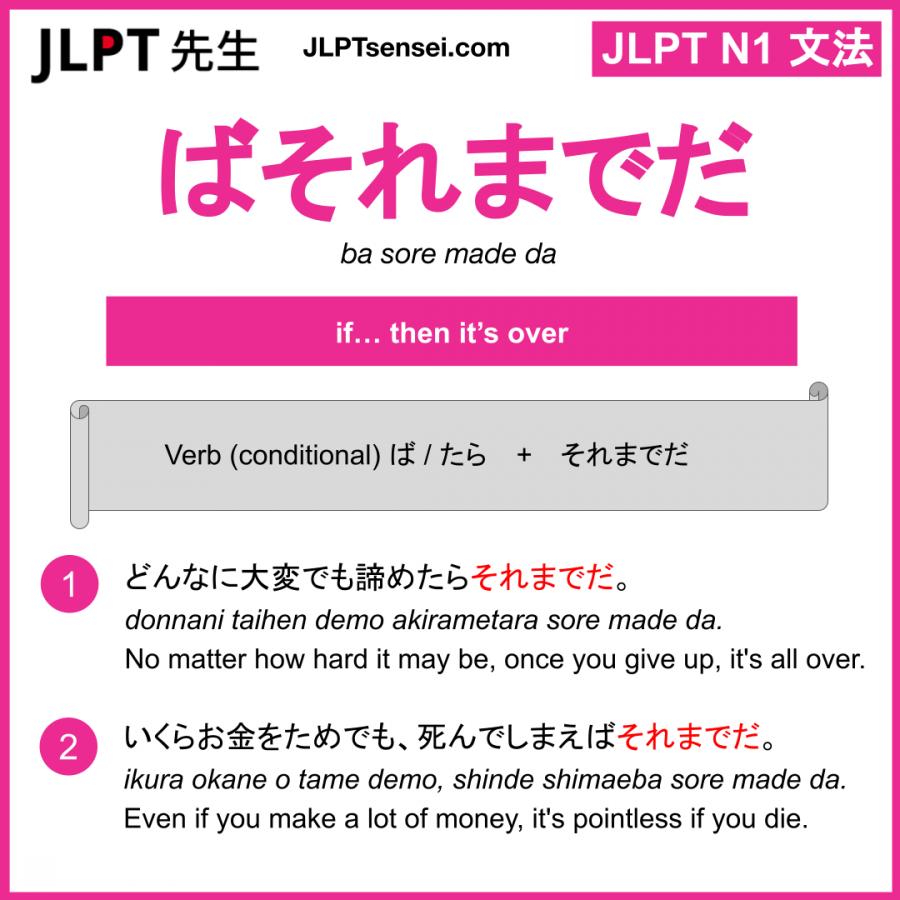 JLPT 先生
JLPTsensei.com
JLPT N1 文法
ばそれまでだ
ba sore made da
if… then it’s over
Verb (conditional) ば / たら + それまでだ
1
どんなに大変でも諦めたらそれまでだ。
donnani taihen demo akirametara sore made da.
No matter how hard it may be, once you give up, it's all over.
2
いくらお金をためでも、死んでしまえばそれまでだ。
ikura okane o tame demo, shinde shimaeba sore made da.
Even if you make a lot of money, it's pointless if you die.